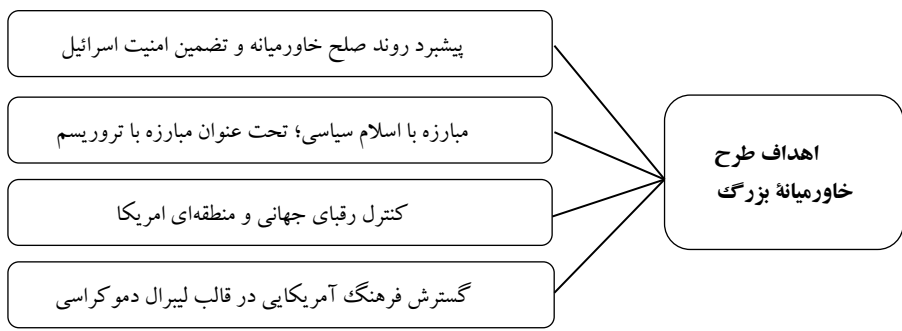 اهداف طرح
خاورمیانهٔ بزرگ
پیشبرد روند صلح خاورمیانه و تضمین امنیت اسرائیل
مبارزه با اسلام سیاسی؛ تحت عنوان مبارزه با تروریسم
کنترل رقبای جهانی و منطقه‌ای امریکا
گسترش فرهنگ آمریکایی در قالب لیبرال دموکراسی